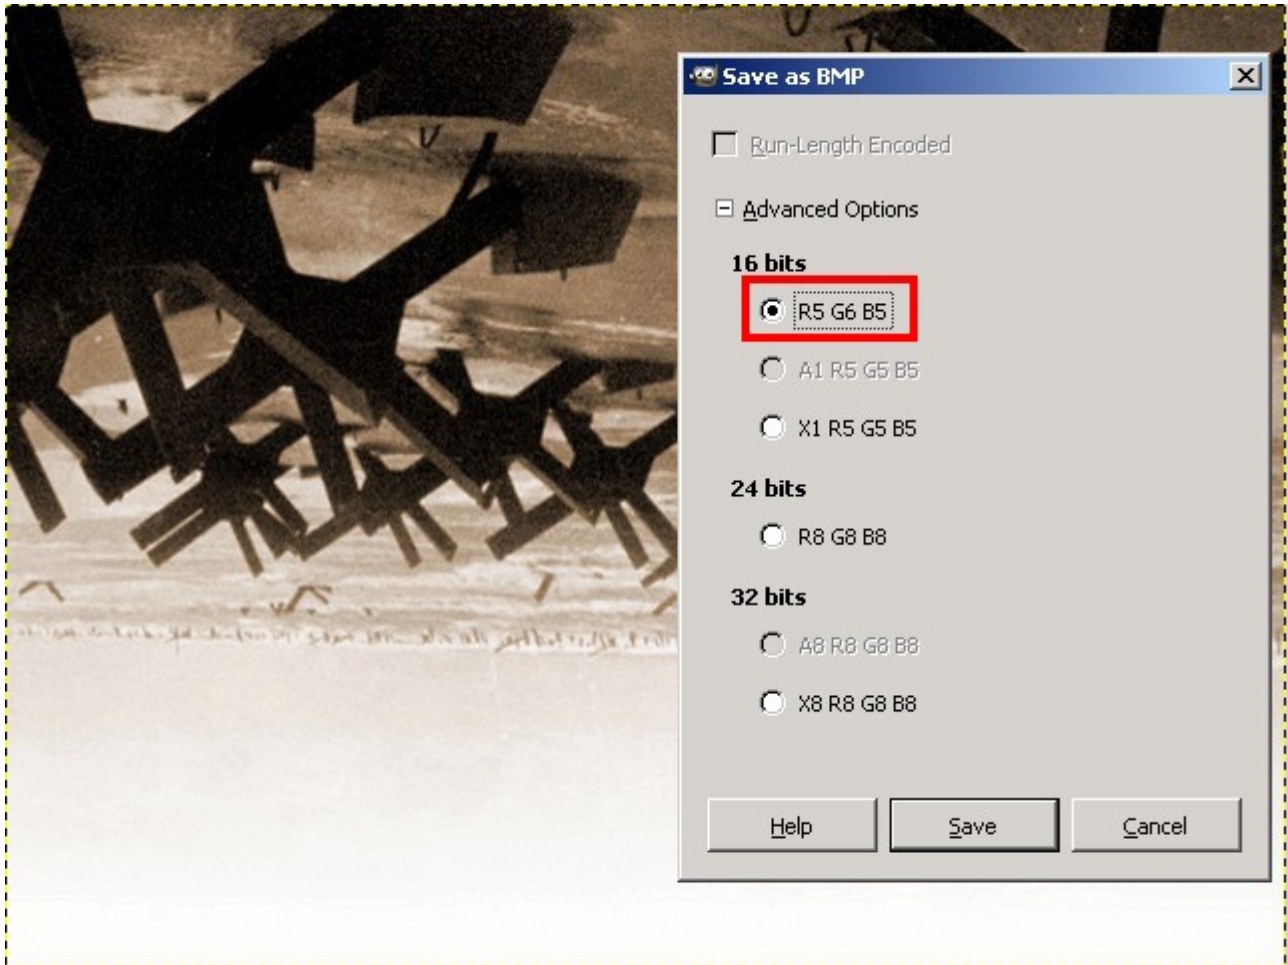 Save as BMP
Run-Length Encoded
Advanced Options
16 bits
R5 G6 B5
A1 R5 G5 B5
X1 R5 G5 B5
24 bits
R8 G8 B8
32 bits
A8 R8 G8 B8
X8 R8 G8 B8
Help
Save
Cancel